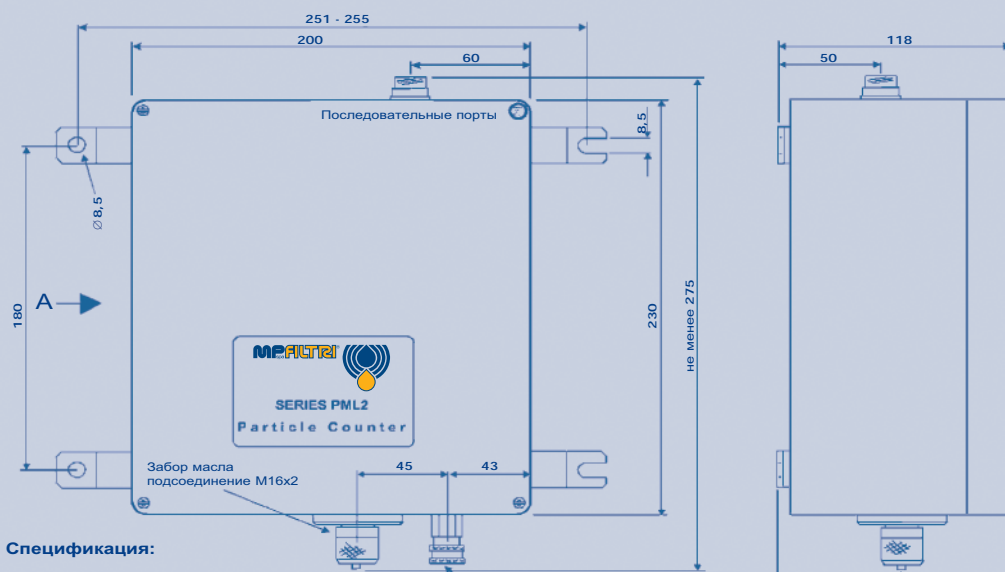 251 - 255
200
118
60
50
Последовательные порты
8,5
Ø 8,5
A
180
230
не менее 275
MPFILTRI
SERIES PML2
Particle Counter
Забор масла
подсоединение M16x2
45
43
Спецификация: